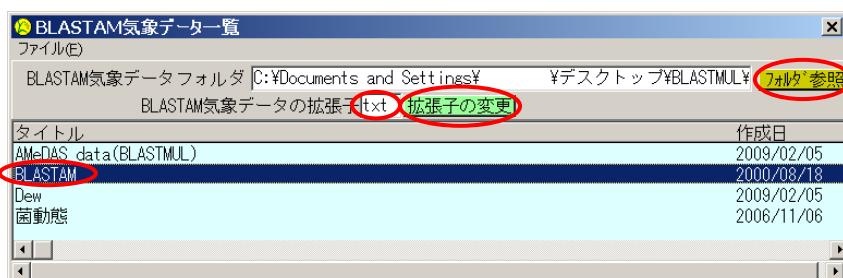 BLASTAM気象データ一覧
ファイル(E)
BLASTAM気象データフォルダ C:¥Documents and Settings¥ ¥デスクトップ¥BLASTMUL¥ ﾌｫﾙﾀﾞ参照
BLASTAM気象データの拡張子 txt 拡張子の変更
タイトル 作成日
AMeDAS data(BLASTMUL) 2009/02/05
BLASTAM 2000/08/18
Dew 2009/02/05
菌動態 2006/11/06